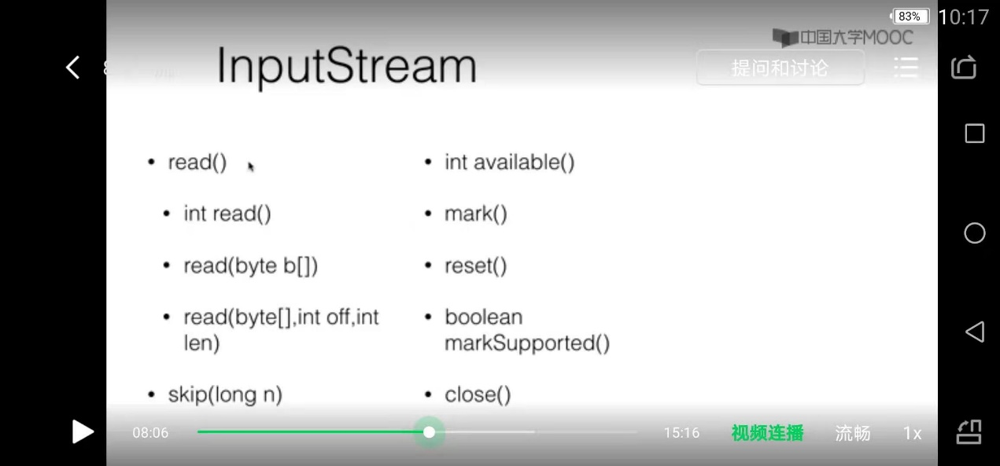 83%
10:17
中国大学MOOC
InputStream
提问和讨论
• read()
• int read()
• read(byte b[])
• read(byte[],int off,int
len)
• skip(long n)
• int available()
• mark()
• reset()
• boolean
markSupported()
• close()
08:06
15:16
视频连播
流畅
1x